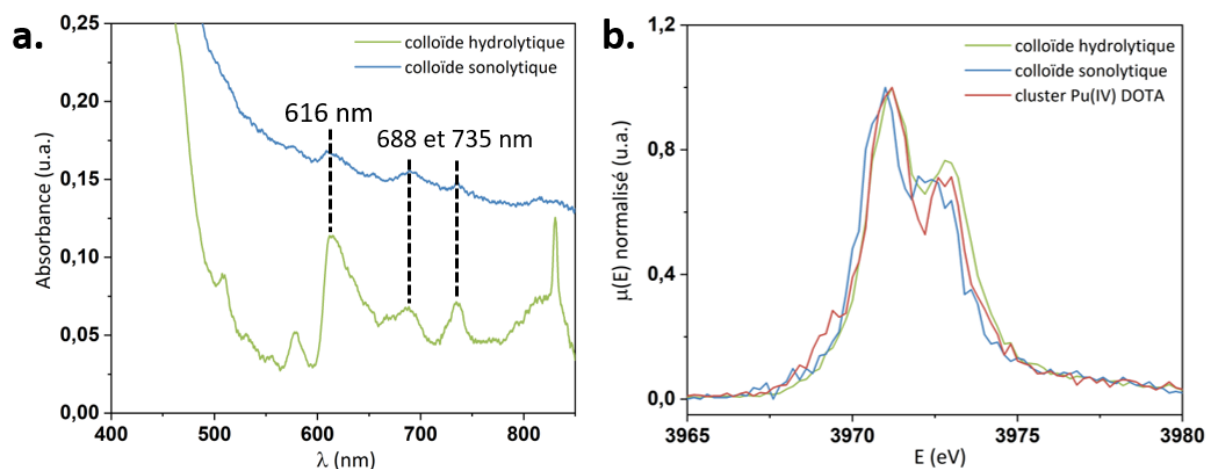 a.
0,25
0,20
0,15
0,10
0,05
0,00
Absorbance (u.a.)
colloïde hydrolytique
colloïde sonolytique
616 nm
688 et 735 nm
400 500 600 700 800
λ (nm)
b.
1,2
0,8
0,4
0,0
μ(E) normalisé (u.a.)
colloïde hydrolytique
colloïde sonolytique
cluster Pu(IV) DOTA
3965 3970 3975 3980
E (eV)